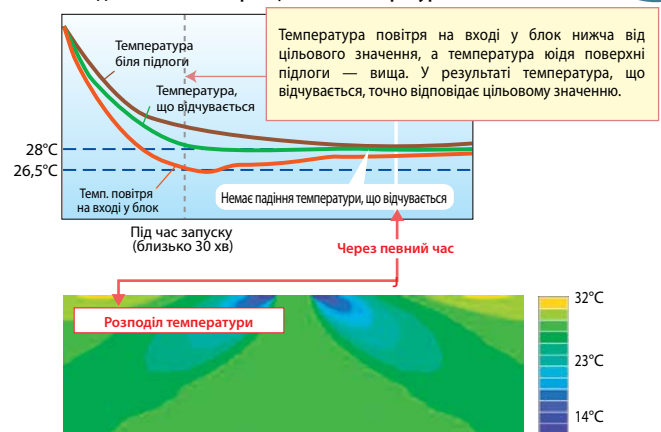 Температура повітря на вході у блок нижча від
цільового значення, а температура юідя поверхні
підлоги — вища. У результаті температура, що
відчувається, точно відповідає цільовому значенню.
Температура
біля підлоги
Температура,
що відчувається
28°C
26,5°C
Темп. повітря
на вході у блок
Немає падіння температури, що відчувається
Під час запуску
(близько 30 хв)
Через певний час
Розподіл температури
32°C
23°C
14°C